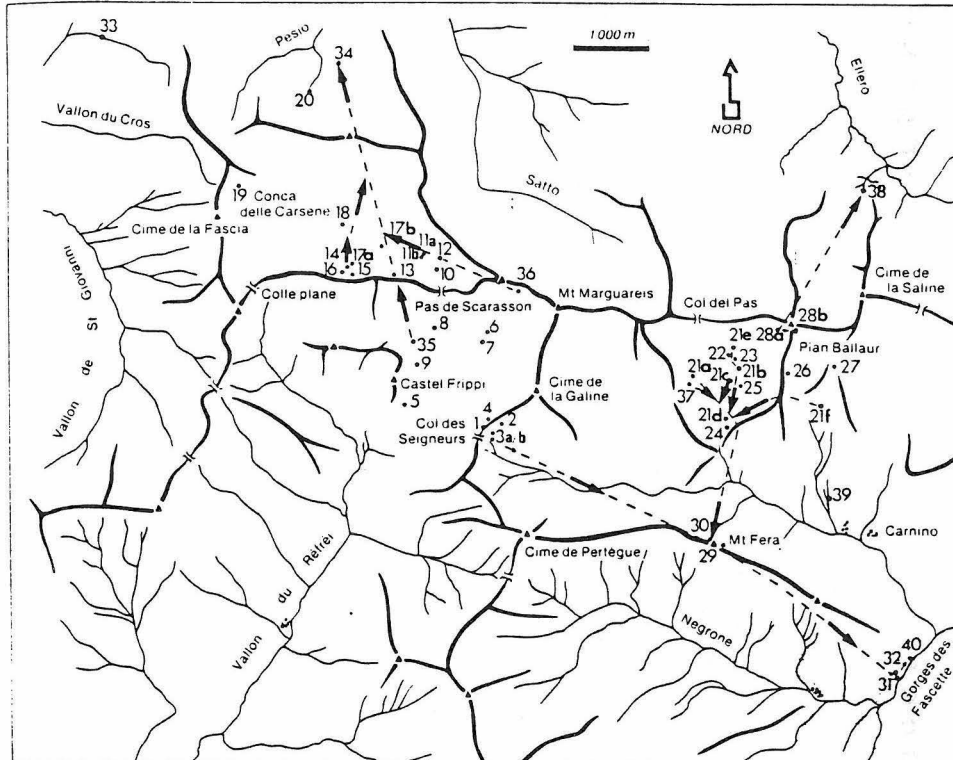 33
Pesio
34
1000 m
20
Ellero
NORD
Vallon du Cros
Satto
38
19
Conca
delle Carsene
18
17b
11a
12
Cime de la Fascia
14
17a
11b
16
15
13
10
36
Cime de
la Saline
Colle plane
Pas de Scarasson
Mt Marguareis
Col del Pas
28b
8
6
21e
28a
7
35
22
23
Pian Ballaur
9
21a
21c
21b
26
27
Castel Frippi
Cime de
la Galine
37
25
5
21d
21f
Col des
Seigneurs
4
1
2
24
3a,b
Vallon de St Giovanni
39
30
Carnino
Cime de Pertègue
29
Mt Fera
Vallon du Réfréi
Negrone
40
32
31
Gorges des
Fascette